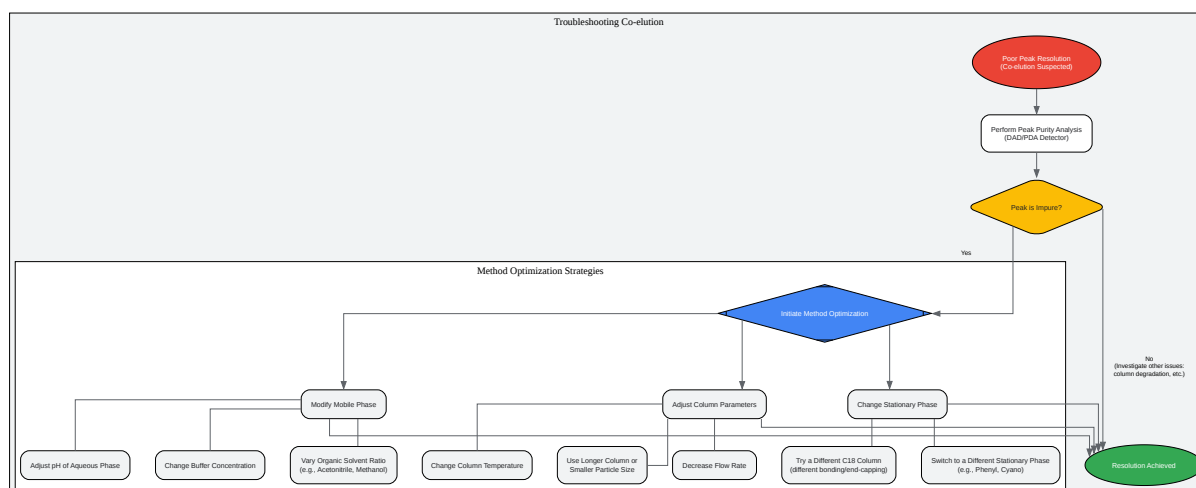 Troubleshooting Co-elution
Poor Peak Resolution
(Co-elution Suspected)
Perform Peak Purity Analysis
(DAD/PDA Detector)
Peak is Impure?
Yes
Method Optimization Strategies
Initiate Method Optimization
No
(Investigate other issues:
column degradation, etc.)
Modify Mobile Phase
Adjust Column Parameters
Change Stationary Phase
Adjust pH of Aqueous Phase
Change Buffer Concentration
Vary Organic Solvent Ratio
(e.g., Acetonitrile, Methanol)
Change Column Temperature
Use Longer Column or
Smaller Particle Size
Decrease Flow Rate
Try a Different C18 Column
(different bonding/end-capping)
Switch to a Different Stationary Phase
(e.g., Phenyl, Cyano)
Resolution Achieved